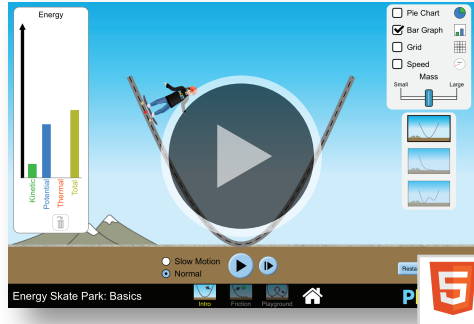 Energy
Kinetic
Potential
Thermal
Total
Pie Chart
Bar Graph
Grid
Speed
Mass
Small Large
Slow Motion
Normal
Energy Skate Park: Basics
Intro Friction Playground
5